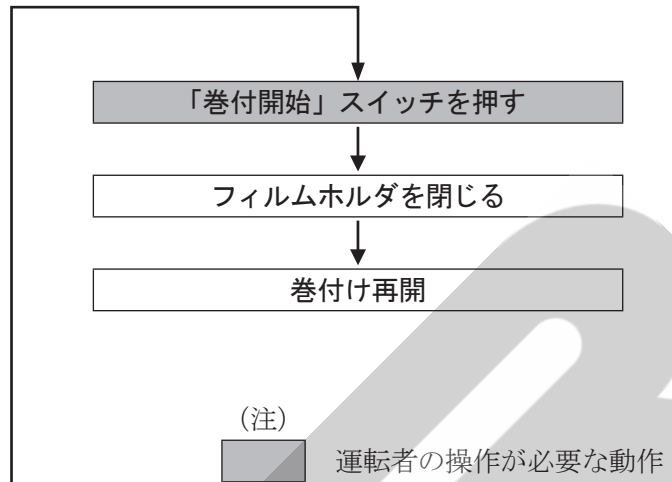 「巻付開始」スイッチを押す
フィルムホルダを閉じる
巻付け再開
(注)
運転者の操作が必要な動作